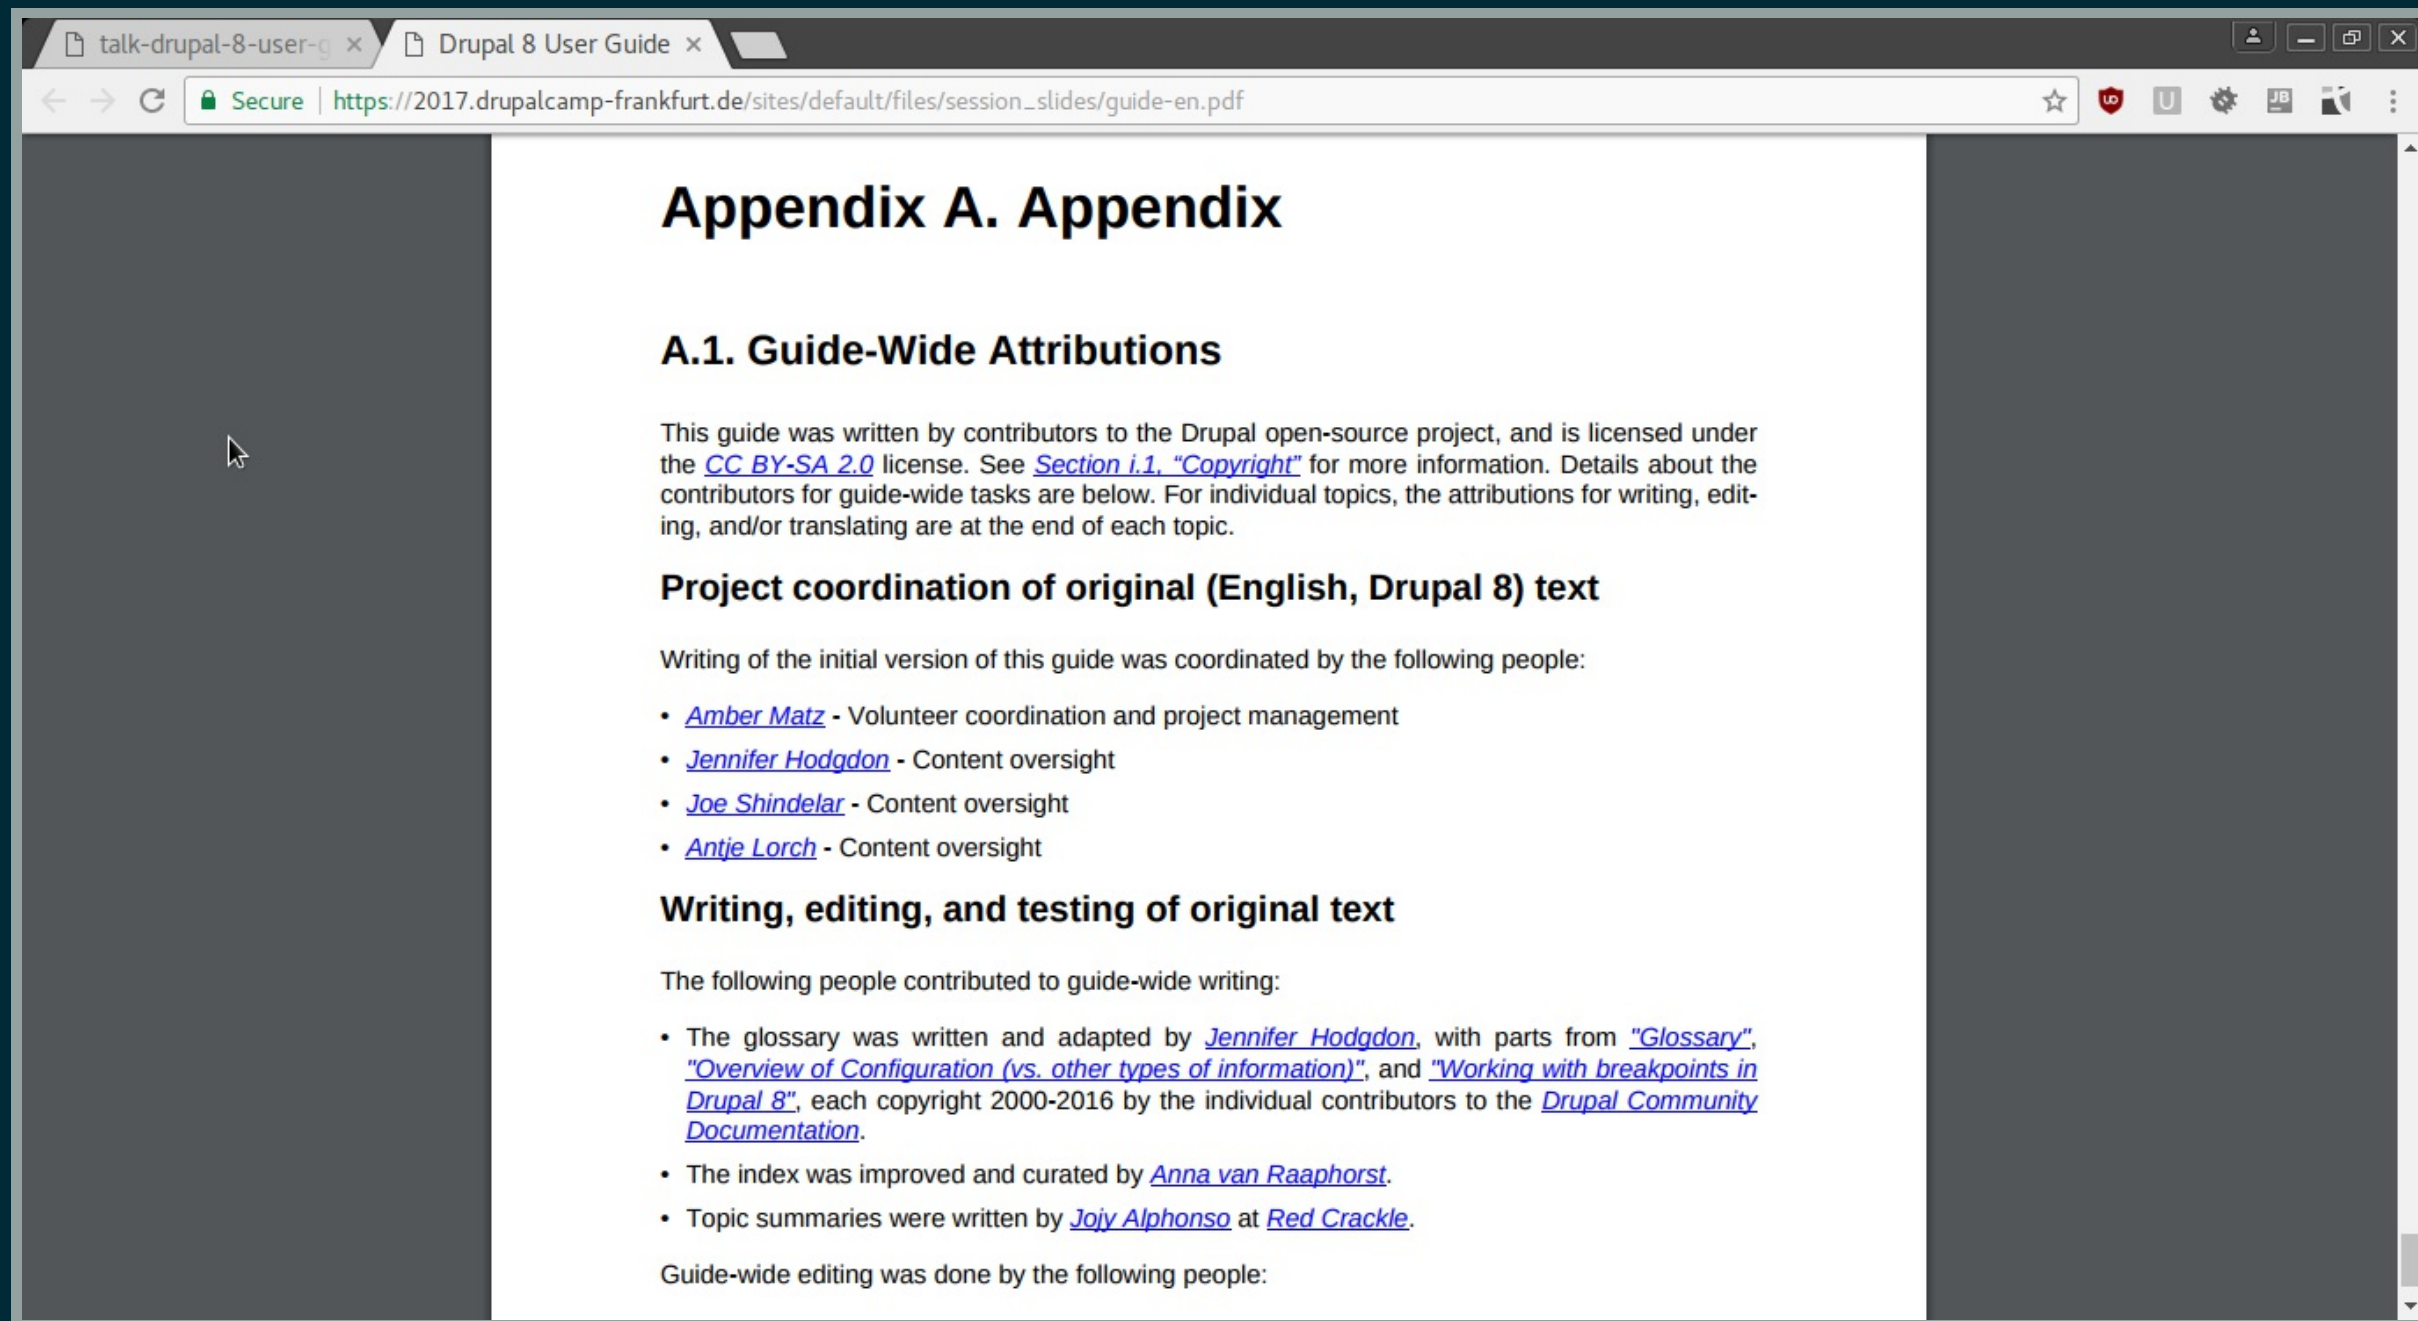 talk-drupal-8-user-g
Drupal 8 User Guide
Secure
https://2017.drupalcamp-frankfurt.de/sites/default/files/session_slides/guide-en.pdf
U
JB
Appendix A. Appendix
A.1. Guide-Wide Attributions
This guide was written by contributors to the Drupal open-source project, and is licensed under
the CC BY-SA 2.0 license. See Section i.1, “Copyright” for more information. Details about the
contributors for guide-wide tasks are below. For individual topics, the attributions for writing, edit-
ing, and/or translating are at the end of each topic.
Project coordination of original (English, Drupal 8) text
Writing of the initial version of this guide was coordinated by the following people:
• Amber Matz - Volunteer coordination and project management
• Jennifer Hodgdon - Content oversight
• Joe Shindelar - Content oversight
• Antje Lorch - Content oversight
Writing, editing, and testing of original text
The following people contributed to guide-wide writing:
• The glossary was written and adapted by Jennifer Hodgdon, with parts from "Glossary",
"Overview of Configuration (vs. other types of information)", and "Working with breakpoints in
Drupal 8", each copyright 2000-2016 by the individual contributors to the Drupal Community
Documentation.
• The index was improved and curated by Anna van Raaphorst.
• Topic summaries were written by Jojy Alphonso at Red Crackle.
Guide-wide editing was done by the following people: